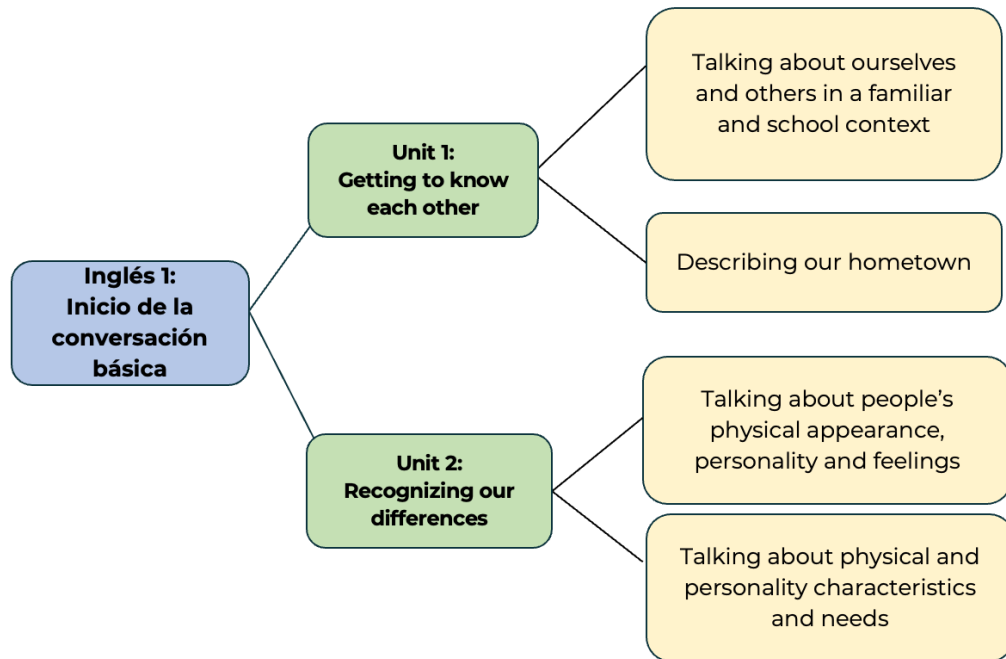 Inglés 1:
Inicio de la
conversación
básica
Unit 1:
Getting to know
each other
Talking about ourselves
and others in a familiar
and school context
Describing our hometown
Unit 2:
Recognizing our
differences
Talking about people’s
physical appearance,
personality and feelings
Talking about physical and
personality characteristics
and needs